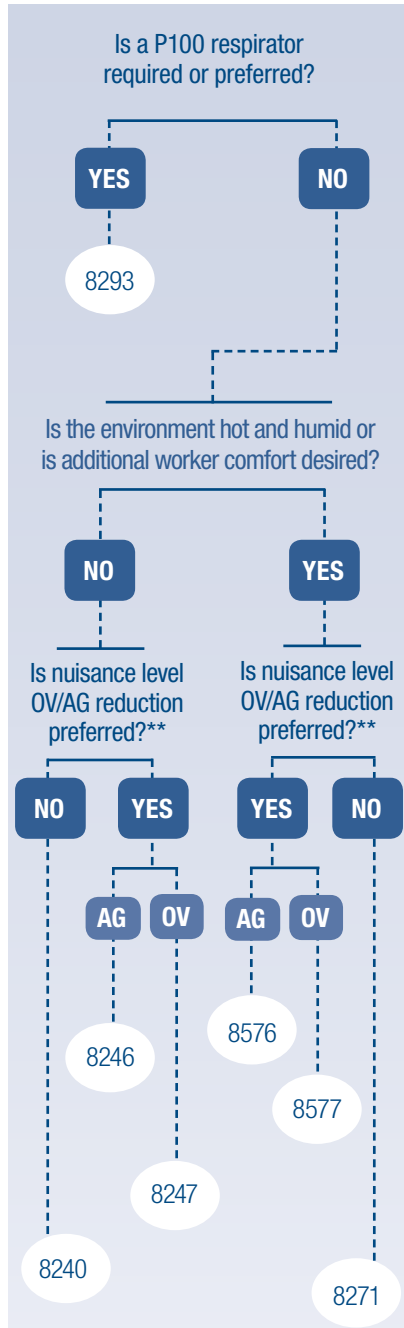 Is a P100 respirator
required or preferred?
YES
NO
8293
Is the environment hot and humid or
is additional worker comfort desired?
NO
YES
Is nuisance level
OV/AG reduction
preferred?**
Is nuisance level
OV/AG reduction
preferred?**
NO
YES
YES
NO
AG
OV
AG
OV
8246
8576
8577
8247
8240
8271